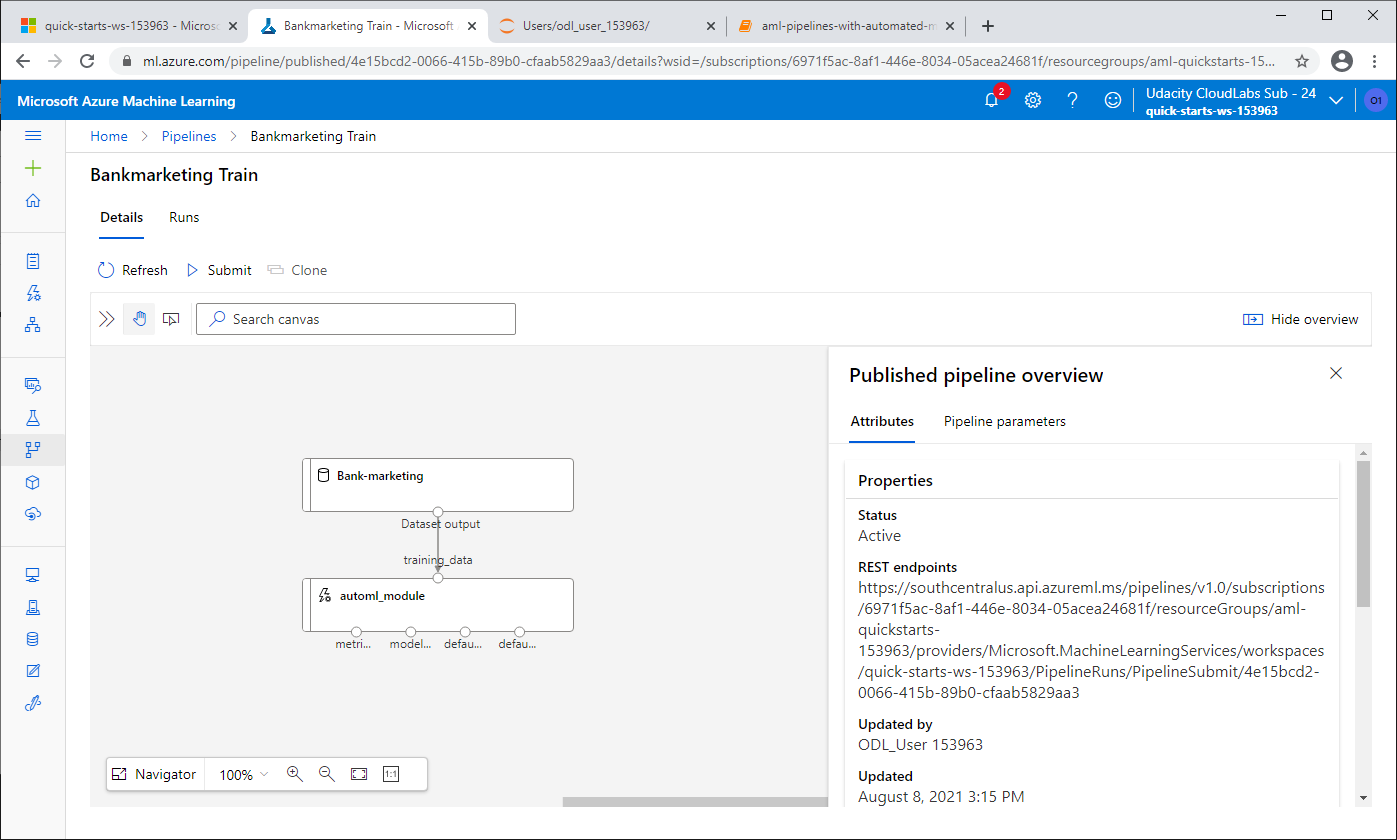 quick-starts-ws-153963 - Microso
Bankmarketing Train - Microsoft
Users/odl_user_153963/
aml-pipelines-with-automated-m
ml.azure.com/pipeline/published/4e15bcd2-0066-415b-89b0-cfaab5829aa3/details?wsid=/subscriptions/6971f5ac-8af1-446e-8034-05acea24681f/resourcegroups/aml-quickstarts-15...
Microsoft Azure Machine Learning
2
Udacity CloudLabs Sub - 24
quick-starts-ws-153963
O1
Home > Pipelines > Bankmarketing Train
Bankmarketing Train
Details Runs
Refresh Submit Clone
Search canvas
Hide overview
Bank-marketing
Dataset output
training_data
automl_module
metri... model... defau... defau...
Navigator 100% 1:1
Published pipeline overview
Attributes Pipeline parameters
Properties
Status
Active
REST endpoints
https://southcentralus.api.azureml.ms/pipelines/v1.0/subscriptions
/6971f5ac-8af1-446e-8034-05acea24681f/resourceGroups/aml-
quickstarts-
153963/providers/Microsoft.MachineLearningServices/workspaces
/quick-starts-ws-153963/PipelineRuns/PipelineSubmit/4e15bcd2-
0066-415b-89b0-cfaab5829aa3
Updated by
ODL_User 153963
Updated
August 8, 2021 3:15 PM